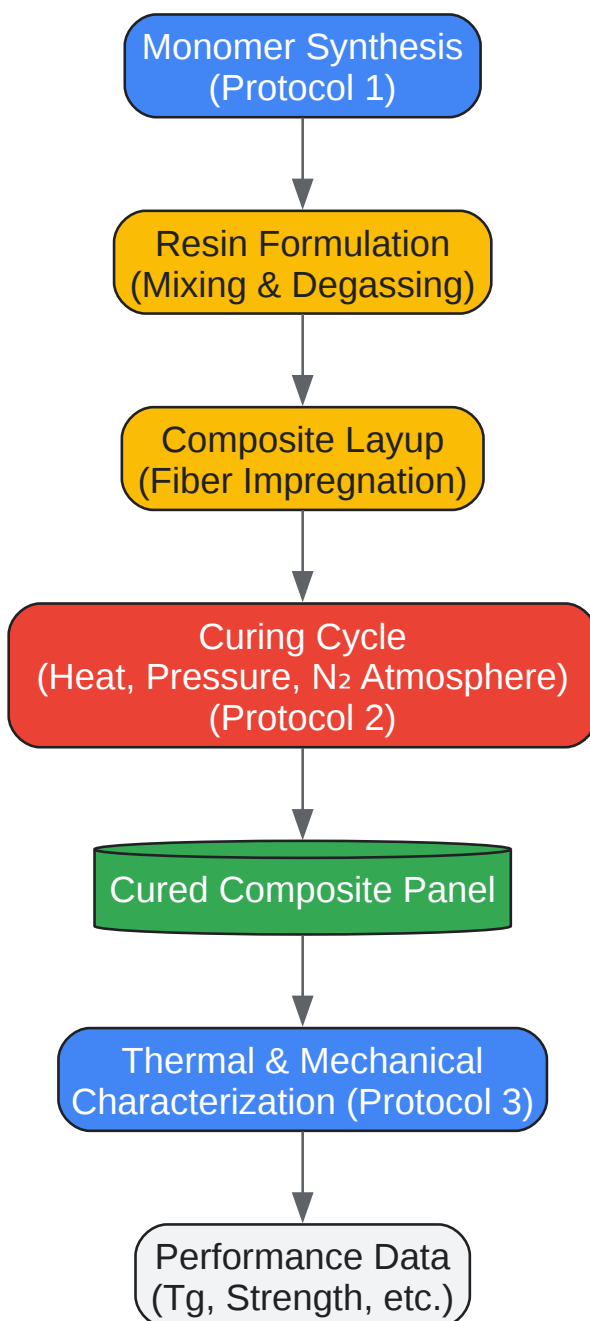 Monomer Synthesis
(Protocol 1)
Resin Formulation
(Mixing & Degassing)
Composite Layup
(Fiber Impregnation)
Curing Cycle
(Heat, Pressure, N₂ Atmosphere)
(Protocol 2)
Cured Composite Panel
Thermal & Mechanical
Characterization (Protocol 3)
Performance Data
(Tg, Strength, etc.)